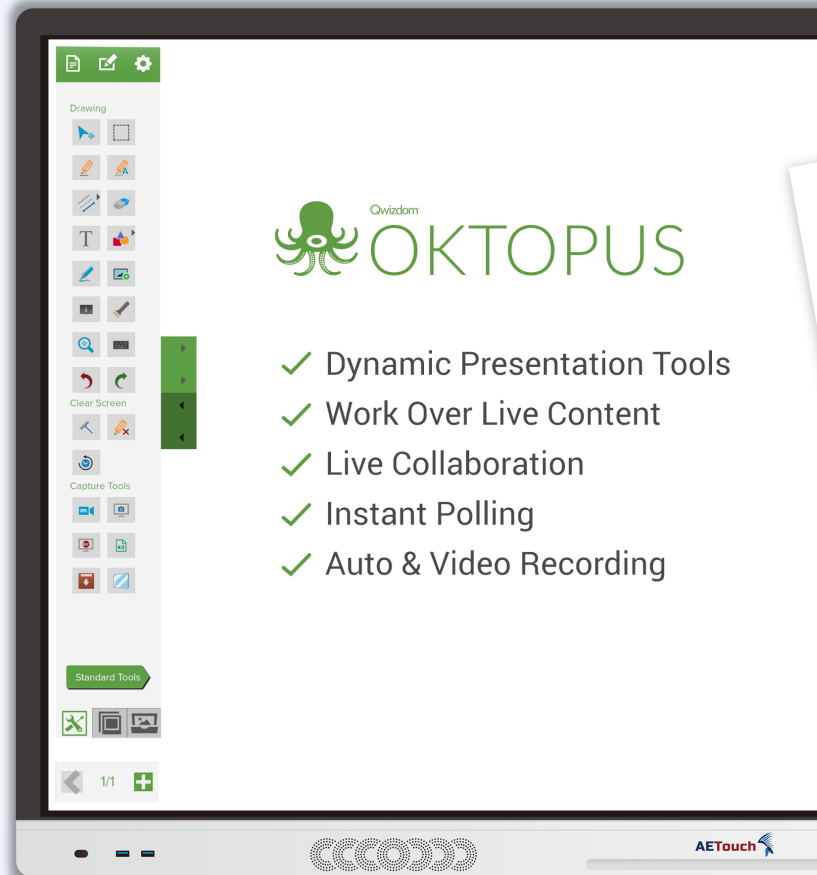 Drawing
T
Clear Screen
Capture Tools
Standard Tools
1/1
Qwizdom
OKTOPUS
Dynamic Presentation Tools
Work Over Live Content
Live Collaboration
Instant Polling
Auto & Video Recording
AETouch